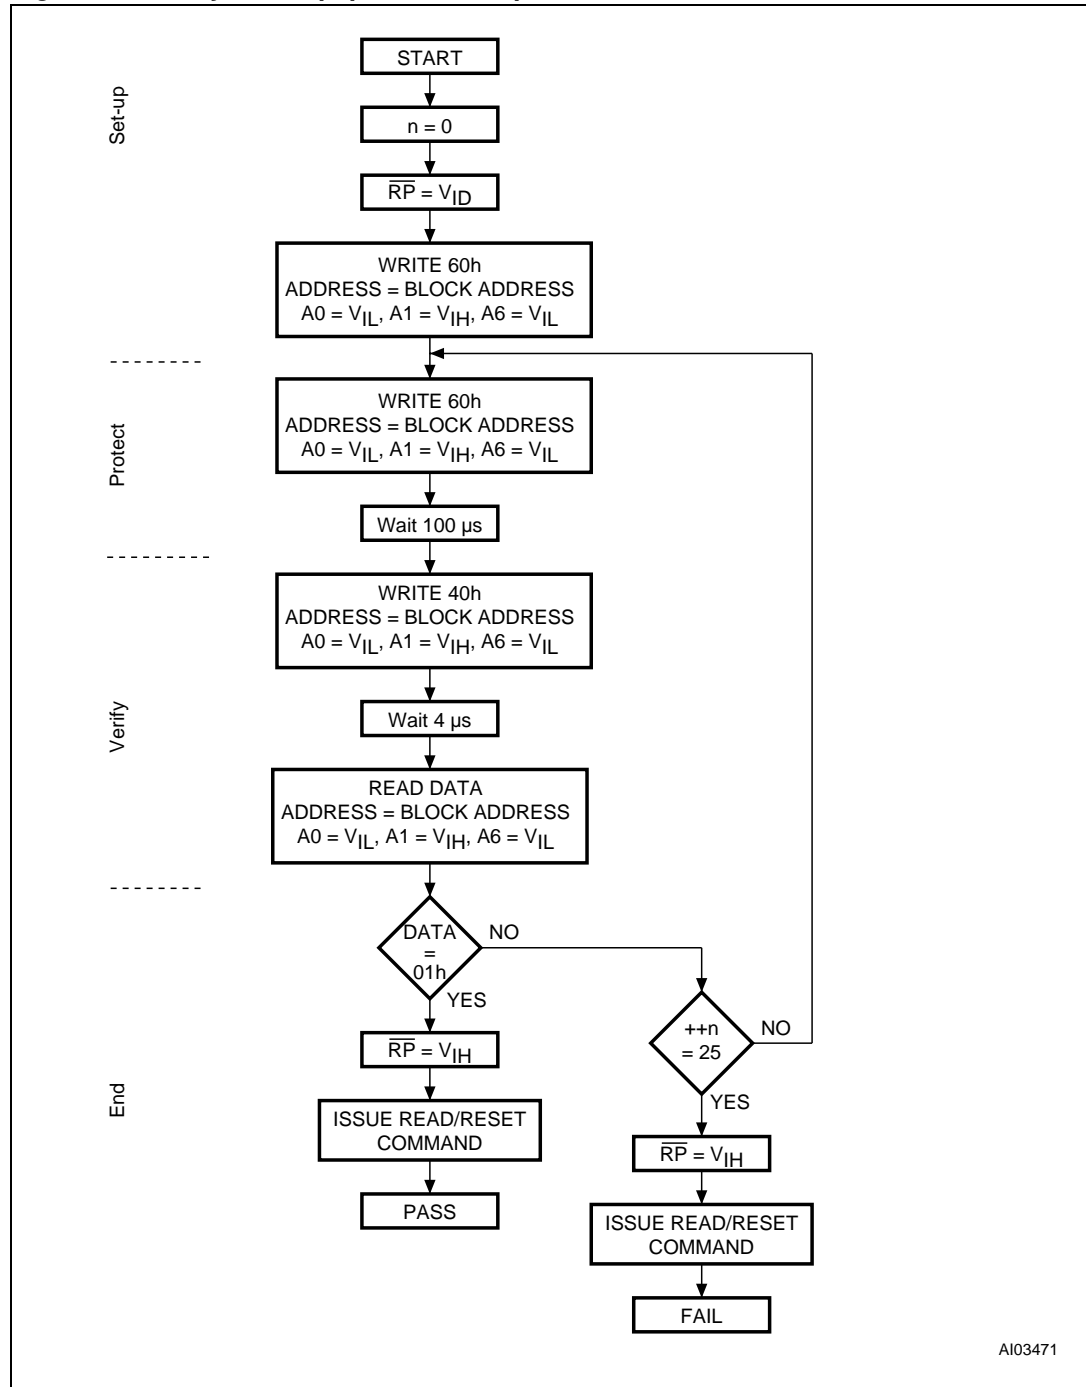 START
Set-up
n = 0
RP = VID
WRITE 60h
ADDRESS = BLOCK ADDRESS
A0 = VIL, A1 = VIH, A6 = VIL
WRITE 60h
ADDRESS = BLOCK ADDRESS
A0 = VIL, A1 = VIH, A6 = VIL
Protect
Wait 100 µs
WRITE 40h
ADDRESS = BLOCK ADDRESS
A0 = VIL, A1 = VIH, A6 = VIL
Verify
Wait 4 µs
READ DATA
ADDRESS = BLOCK ADDRESS
A0 = VIL, A1 = VIH, A6 = VIL
DATA
=
01h
NO
YES
++n
= 25
NO
YES
End
RP = VIH
ISSUE READ/RESET
COMMAND
PASS
RP = VIH
ISSUE READ/RESET
COMMAND
FAIL
AI03471